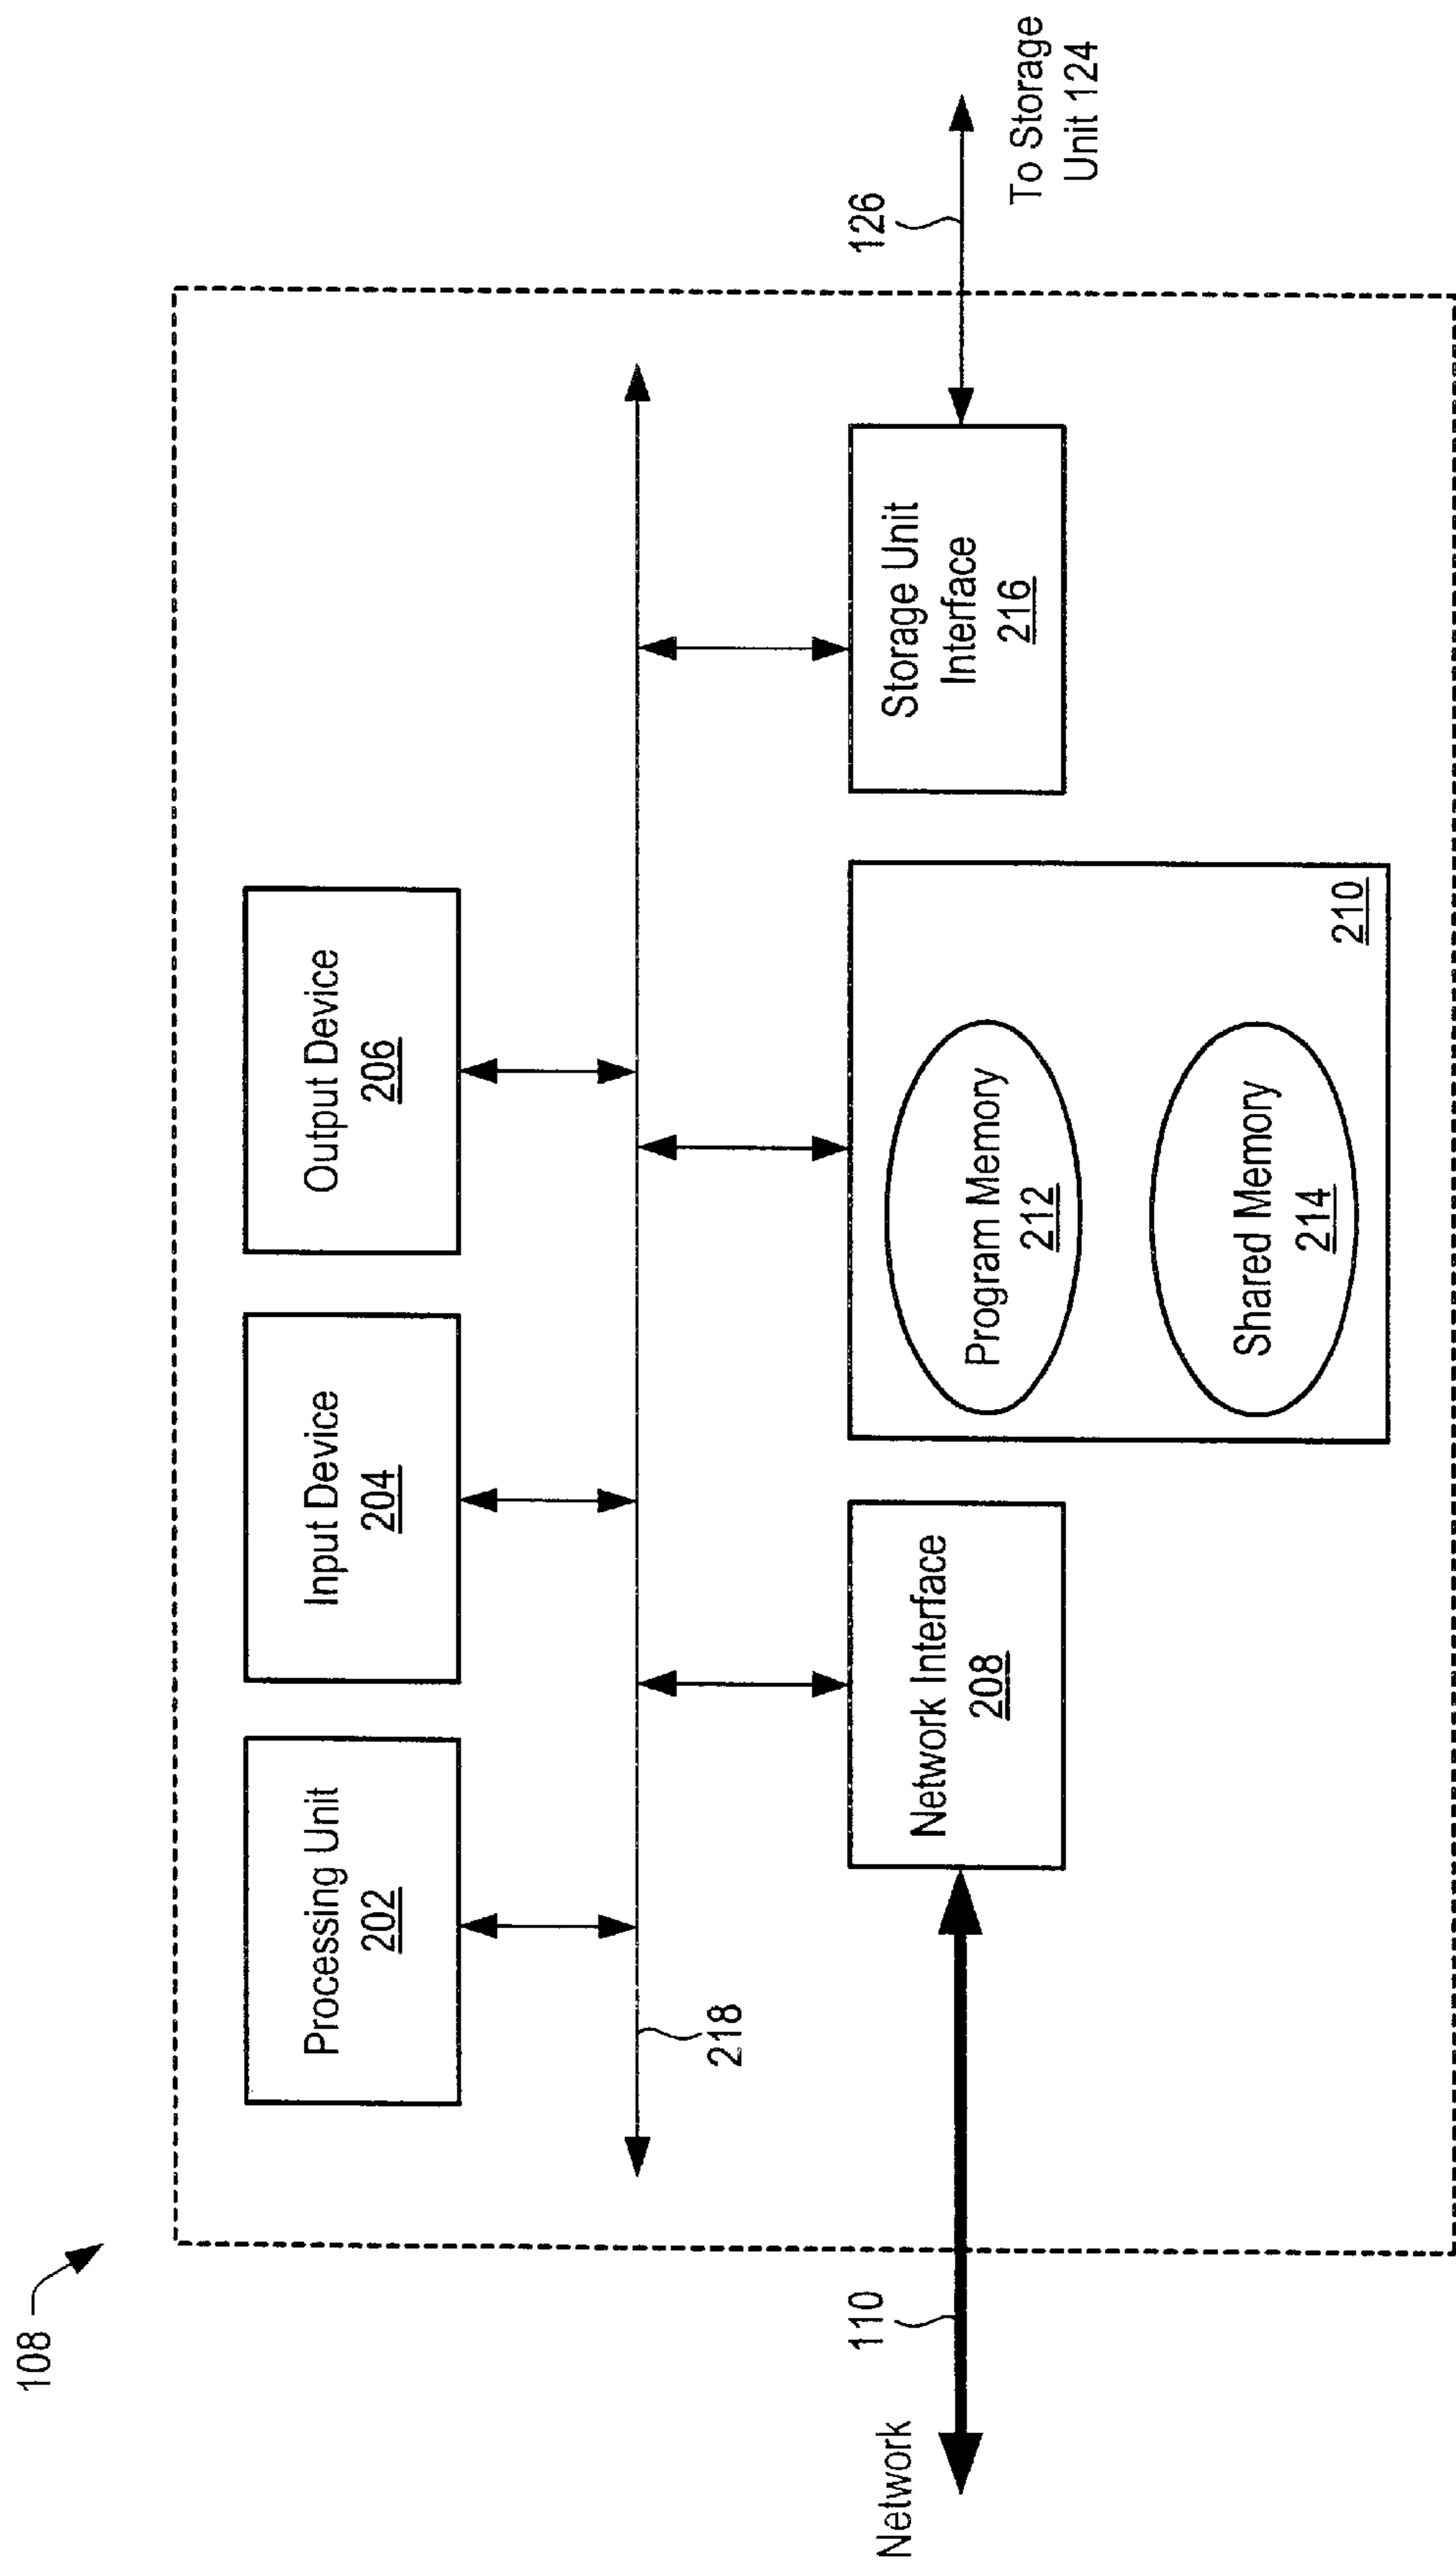 108
Processing Unit
202
Input Device
204
Output Device
206
218
Network
110
Network Interface
208
Program Memory
212
Shared Memory
214
210
Storage Unit
Interface
216
126
To Storage
Unit 124